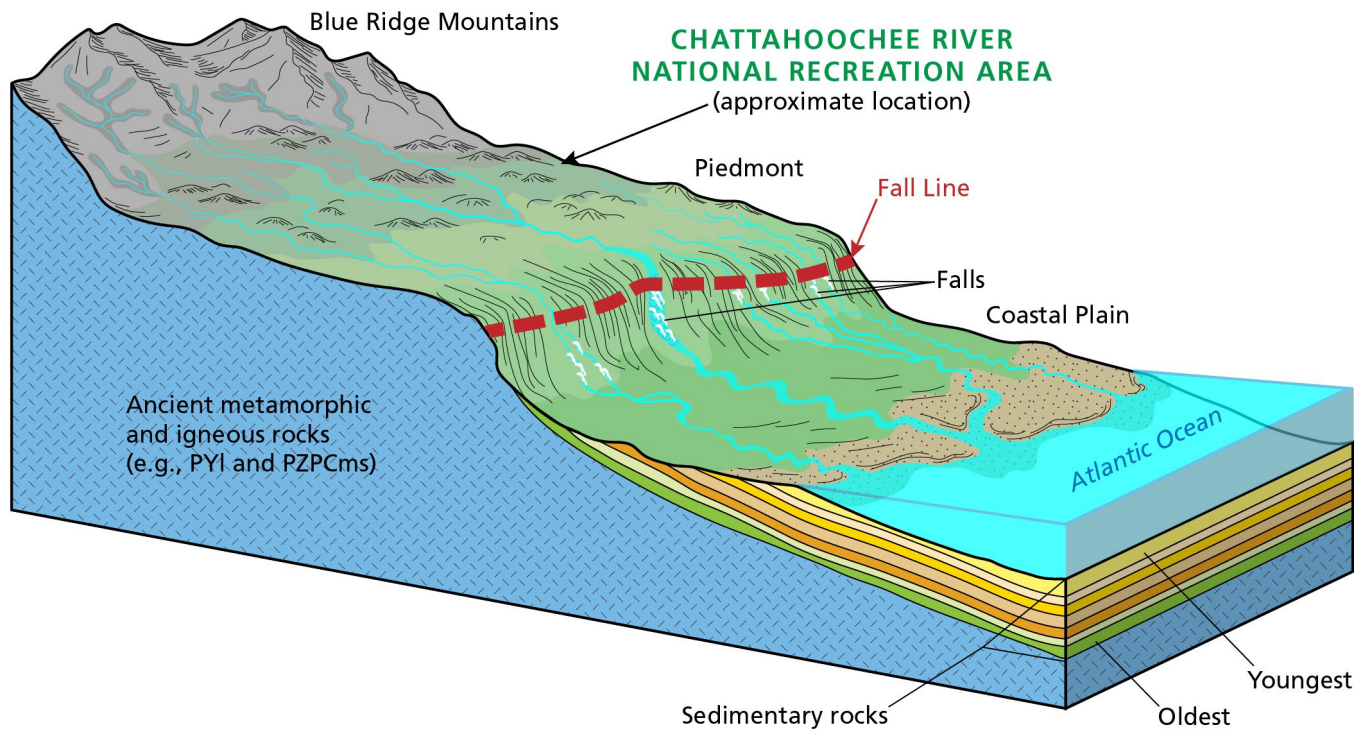 Blue Ridge Mountains
CHATTAHOOCHEE RIVER
NATIONAL RECREATION AREA
(approximate location)
Piedmont
Fall Line
Falls
Coastal Plain
Ancient metamorphic
and igneous rocks
(e.g., PYl and PZPCms)
Atlantic Ocean
Youngest
Sedimentary rocks
Oldest